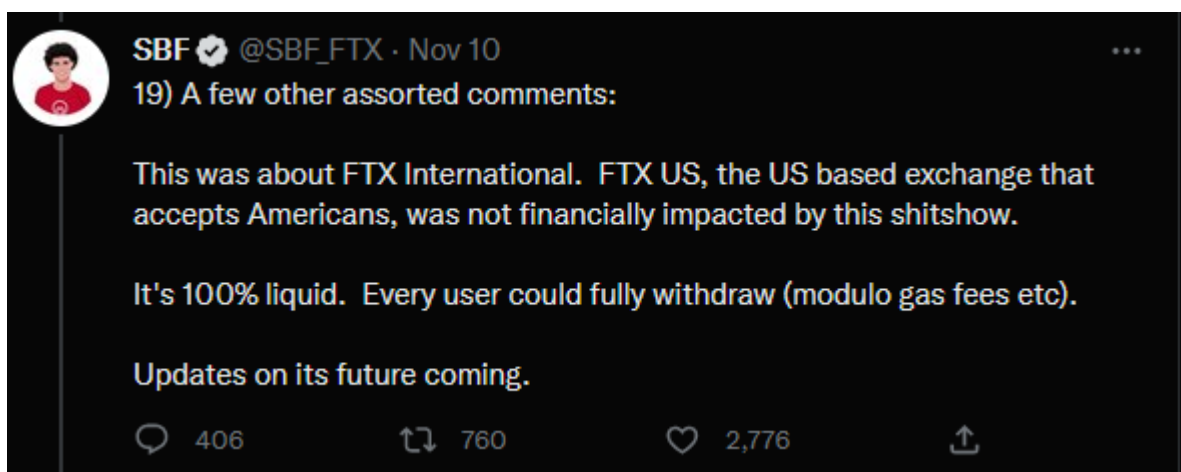 SBF @SBF_FTX · Nov 10
19) A few other assorted comments:
This was about FTX International.  FTX US, the US based exchange that
accepts Americans, was not financially impacted by this shitshow.
It's 100% liquid.  Every user could fully withdraw (modulo gas fees etc).
Updates on its future coming.
406 760 2,776